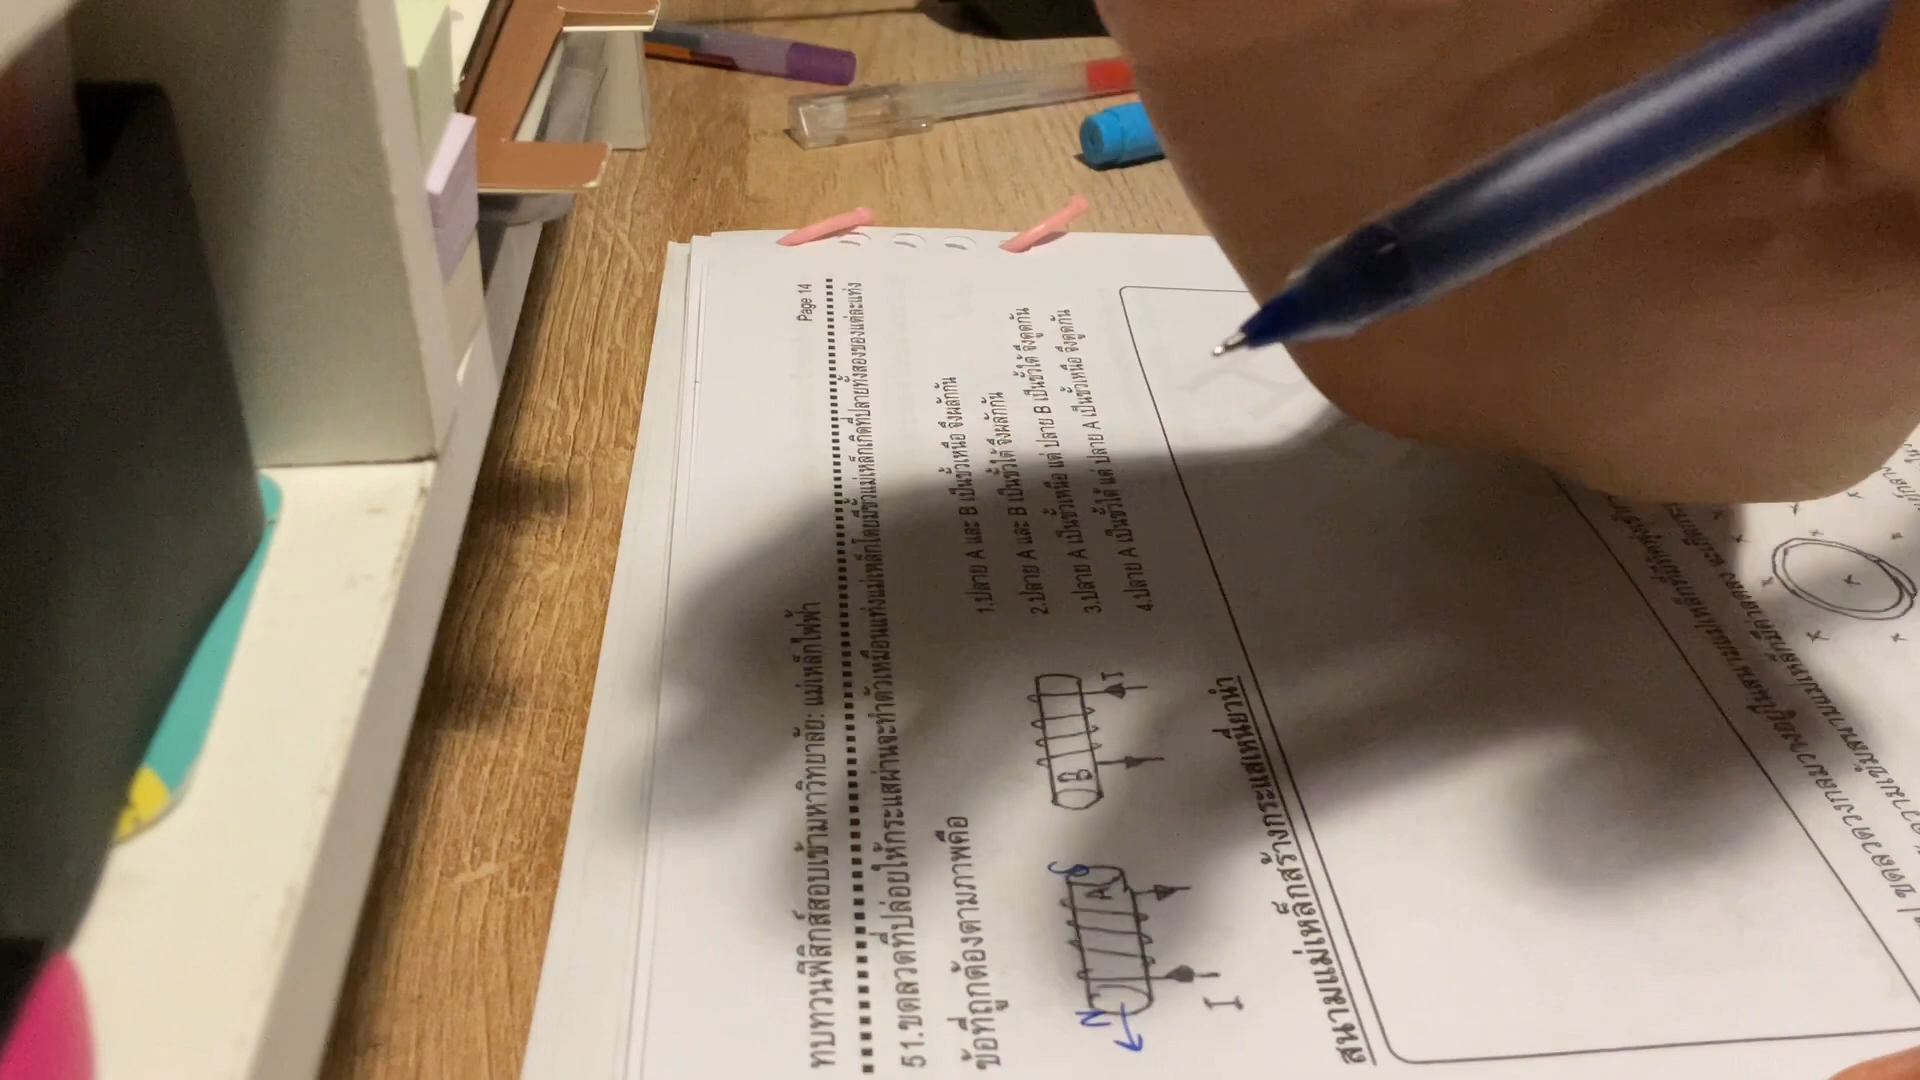 ทบทวนฟิสิกส์สอบเข้ามหาวิทยาลัย: แม่เหล็กไฟฟ้า Page 14
51.ขดลวดที่ปล่อยให้กระแสผ่านจะทำตัวเหมือนแท่งแม่เหล็กโดยมีขั้วแม่เหล็กเกิดที่ปลายทั้งสองของแต่ละแท่ง
ข้อที่ถูกต้องตามภาพคือ
1.ปลาย A และ B เป็นขั้วเหนือ จึงผลักกัน
2.ปลาย A และ B เป็นขั้วใต้ จึงผลักกัน
3.ปลาย A เป็นขั้วเหนือ แต่ ปลาย B เป็นขั้วใต้ จึงดูดกัน
4.ปลาย A เป็นขั้วใต้ แต่ ปลาย A เป็นขั้วเหนือ จึงดูดกัน
N A S
B
I I
สนามแม่เหล็กสร้างกระแสเหนี่ยวนำ